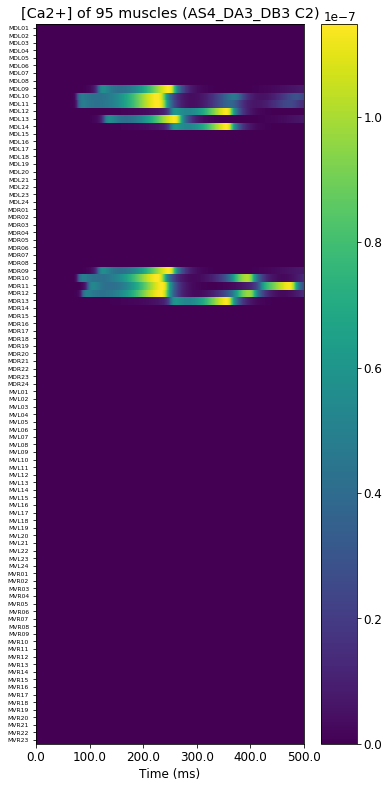 [Ca2+] of 95 muscles (AS4_DA3_DB3 C2)
1e−7
MDL01
MDL02
MDL03
MDL04
MDL05
MDL06
MDL07
MDL08
MDL09
MDL10
MDL11
MDL12
MDL13
MDL14
MDL15
MDL16
MDL17
MDL18
MDL19
MDL20
MDL21
MDL22
MDL23
MDL24
MDR01
MDR02
MDR03
MDR04
MDR05
MDR06
MDR07
MDR08
MDR09
MDR10
MDR11
MDR12
MDR13
MDR14
MDR15
MDR16
MDR17
MDR18
MDR19
MDR20
MDR21
MDR22
MDR23
MDR24
MVL01
MVL02
MVL03
MVL04
MVL05
MVL06
MVL07
MVL08
MVL09
MVL10
MVL11
MVL12
MVL13
MVL14
MVL15
MVL16
MVL17
MVL18
MVL19
MVL20
MVL21
MVL22
MVL23
MVL24
MVR01
MVR02
MVR03
MVR04
MVR05
MVR06
MVR07
MVR08
MVR09
MVR10
MVR11
MVR12
MVR13
MVR14
MVR15
MVR16
MVR17
MVR18
MVR19
MVR20
MVR21
MVR22
MVR23
0.0 100.0 200.0 300.0 400.0 500.0
Time (ms)
1.0
0.8
0.6
0.4
0.2
0.0